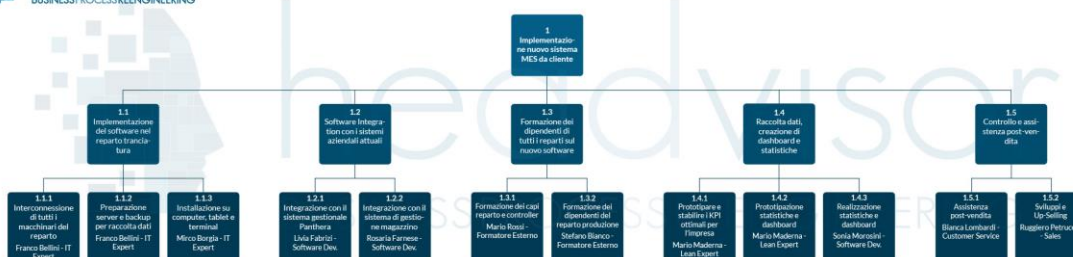 BUSINESS PROCESS REENGINEERING
headvisor
1
Implementazio-
ne nuovo sistema
MES da cliente
1.1
Implementazione
del software nel
reparto trancia-
tura
1.2
Software Integra-
tion con i sistemi
aziendali attuali
1.3
Formazione dei
dipendenti di
tutti i reparti sul
nuovo software
1.4
Raccolta dati,
creazione di
dashboard e
statistiche
1.5
Controllo e assi-
stenza post-ven-
dita
1.1.1
Interconnessione
di tutti i
macchinari del
reparto
Franco Bellini - IT
Expert
1.1.2
Preparazione
server e backup
per raccolta dati
Franco Bellini - IT
Expert
1.1.3
Installazione su
computer, tablet e
terminal
Mirco Borgia - IT
Expert
1.2.1
Integrazione con il
sistema gestionale
Panthera
Livia Fabrizi -
Software Dev.
1.2.2
Integrazione con il
sistema di gestio-
ne magazzino
Rosaria Farnese -
Software Dev.
1.3.1
Formazione dei capi
reparto e controller
Mario Rossi -
Formatore Esterno
1.3.2
Formazione dei
dipendenti del
reparto produzione
Stefano Bianco -
Formatore Esterno
1.4.1
Prototipare e
stabilire i KPI
ottimali per
l'impresa
Mario Maderna -
Lean Expert
1.4.2
Prototipazione
statistiche e
dashboard
Mario Maderna -
Lean Expert
1.4.3
Realizzazione
statistiche e
dashboard
Sonia Morosini -
Software Dev.
1.5.1
Assistenza
post-vendita
Bianca Lombardi -
Customer Service
1.5.2
Sviluppi e
Up-Selling
Ruggiero Petrucci
- Sales